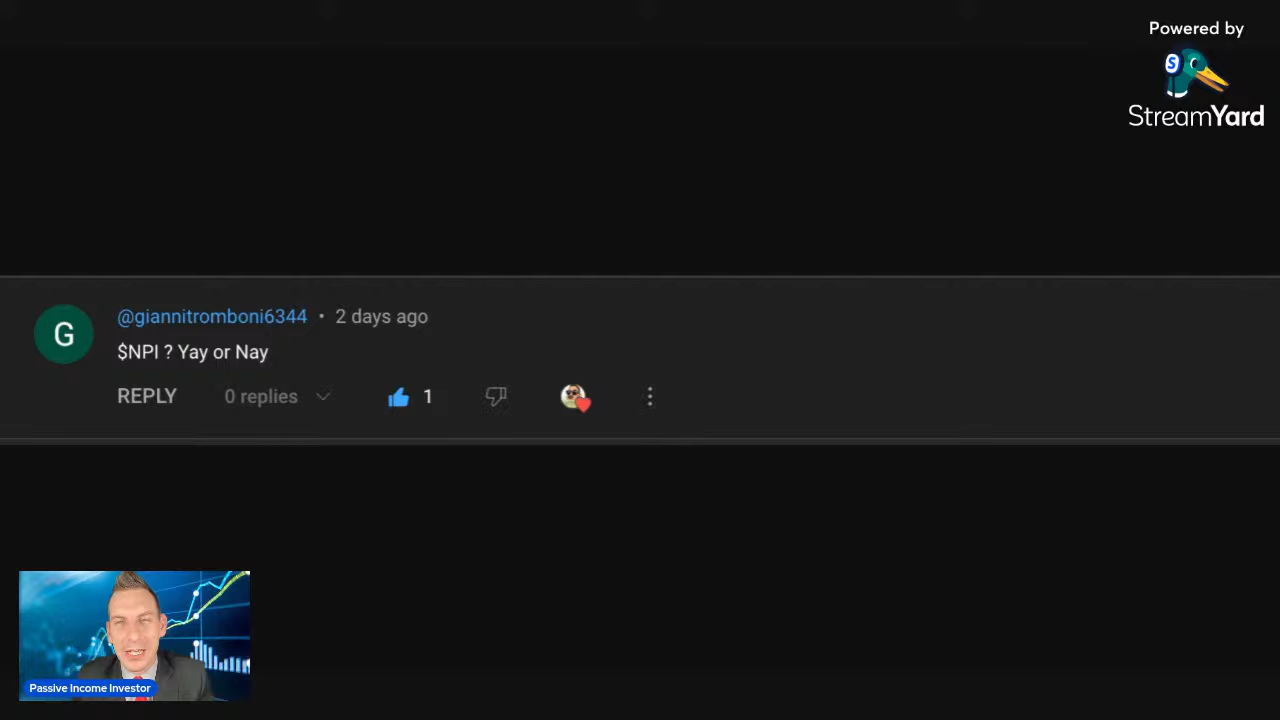 Powered by
S
StreamYard
G
@giannitromboni6344 • 2 days ago
$NPI ? Yay or Nay
REPLY 0 replies 1
Passive Income Investor